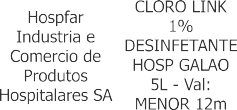 Hospfar
Industria e
Comercio de
Produtos
Hospitalares SA
CLORO LINK
1%
DESINFETANTE
HOSP GALAO
5L - Val:
MENOR 12m